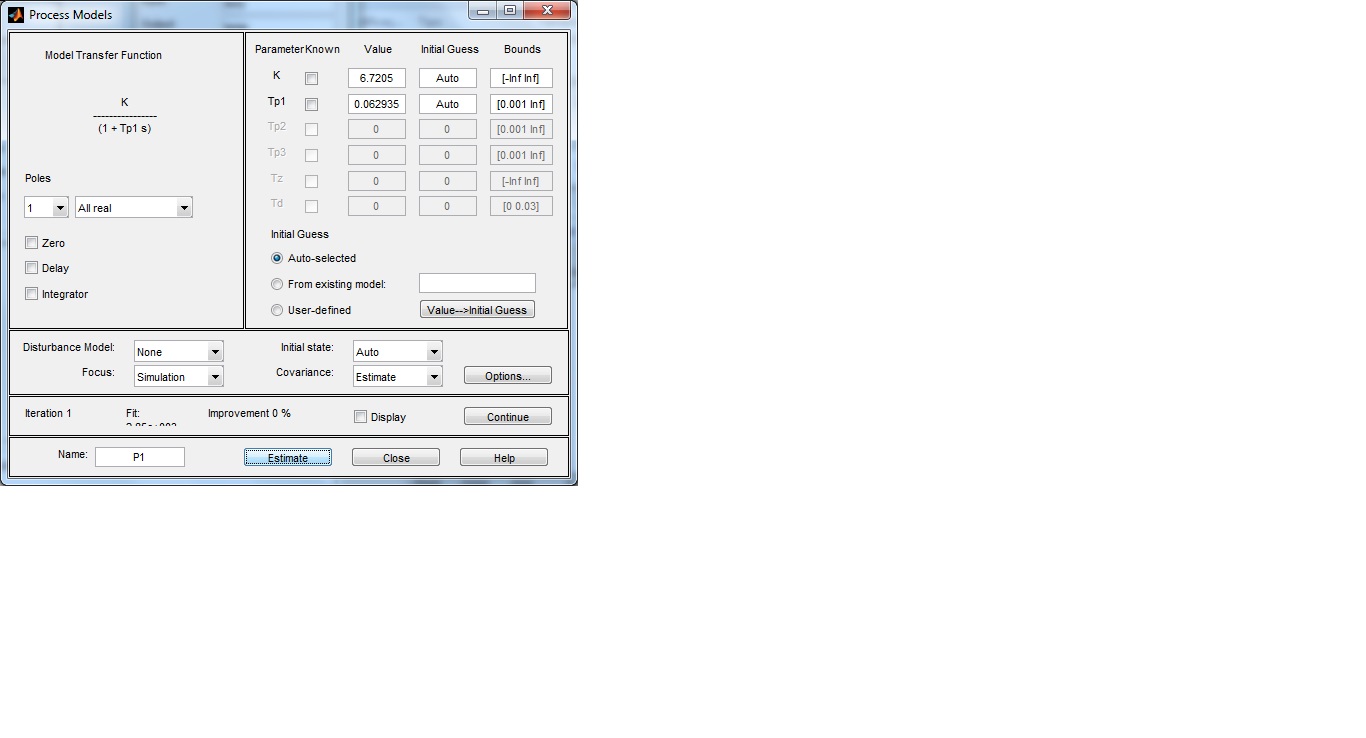 Process Models
Model Transfer Function
K
----------------
(1 + Tp1 s)
Poles
1 All real
Zero
Delay
Integrator
Parameter Known Value Initial Guess Bounds
K 6.7205 Auto [-Inf Inf]
Tp1 0.062935 Auto [0.001 Inf]
Tp2 0 0 [0.001 Inf]
Tp3 0 0 [0.001 Inf]
Tz 0 0 [-Inf Inf]
Td 0 0 [0 0.03]
Initial Guess
Auto-selected
From existing model:
User-defined Value-->Initial Guess
Disturbance Model: None Initial state: Auto
Focus: Simulation Covariance: Estimate Options...
Iteration 1 Fit: Improvement 0 % Display Continue
Name: P1 Estimate Close Help